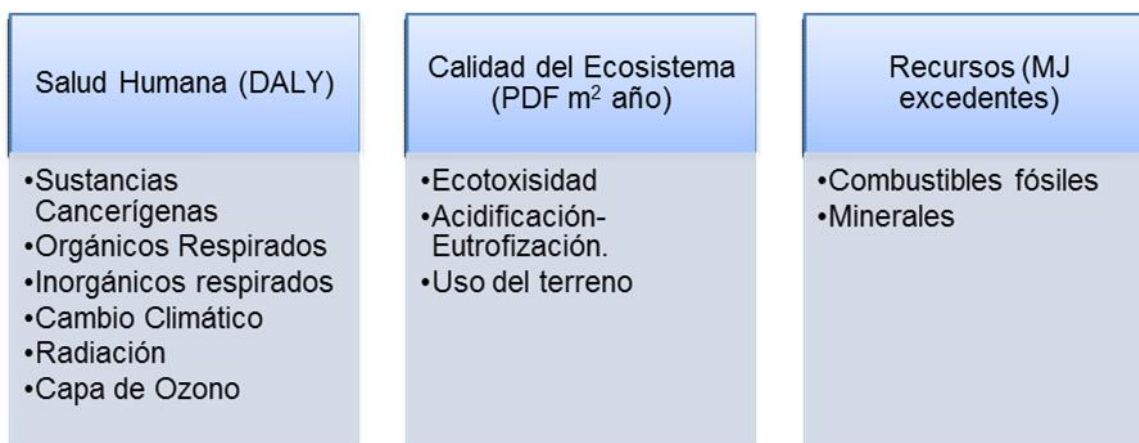 Salud Humana (DALY)
•Sustancias
Cancerígenas
•Orgánicos Respirados
•Inorgánicos respirados
•Cambio Climático
•Radiación
•Capa de Ozono
Calidad del Ecosistema
(PDF m² año)
•Ecotoxisidad
•Acidificación-
Eutrofización.
•Uso del terreno
Recursos (MJ
excedentes)
•Combustibles fósiles
•Minerales